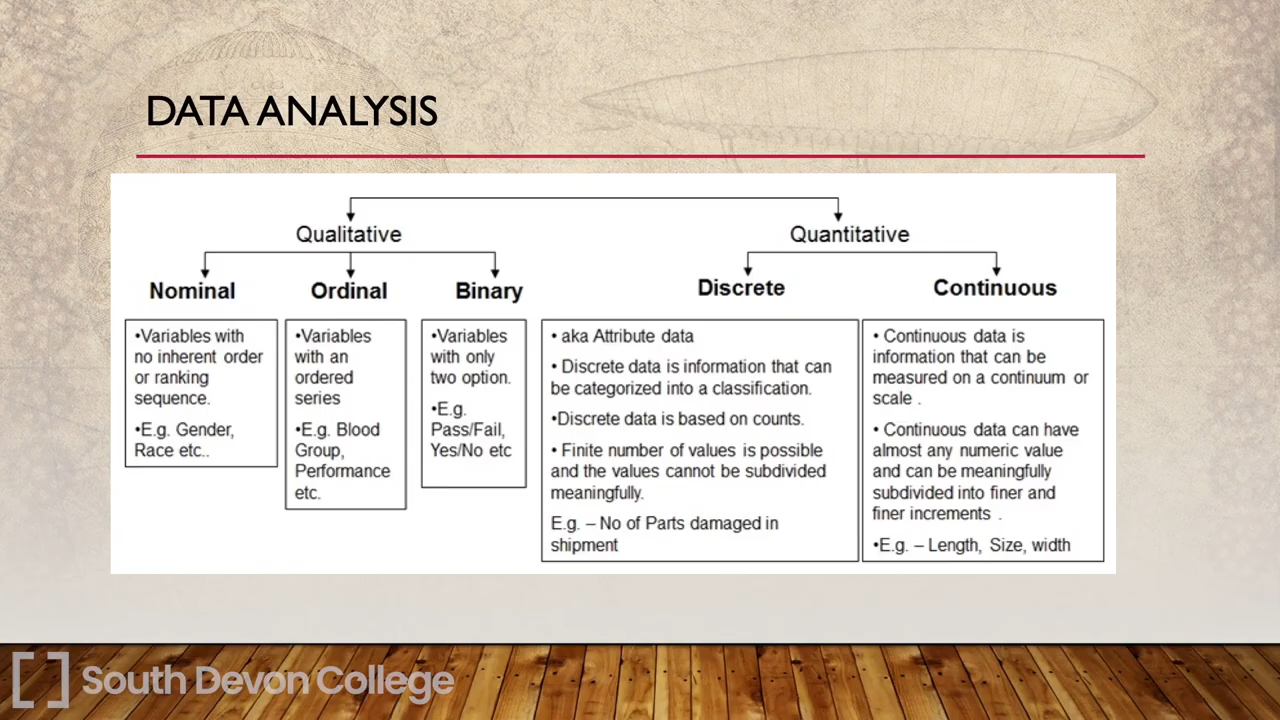 DATA ANALYSIS
Qualitative
Quantitative
Nominal
Ordinal
Binary
Discrete
Continuous
•Variables with
no inherent order
or ranking
sequence.
•E.g. Gender,
Race etc..
•Variables
with an
ordered
series
•E.g. Blood
Group,
Performance
etc.
•Variables
with only
two option.
•E.g.
Pass/Fail,
Yes/No etc
• aka Attribute data
• Discrete data is information that can
be categorized into a classification.
•Discrete data is based on counts.
• Finite number of values is possible
and the values cannot be subdivided
meaningfully.
E.g. – No of Parts damaged in
shipment
• Continuous data is
information that can be
measured on a continuum or
scale .
• Continuous data can have
almost any numeric value
and can be meaningfully
subdivided into finer and
finer increments .
•E.g. – Length, Size, width
South Devon College